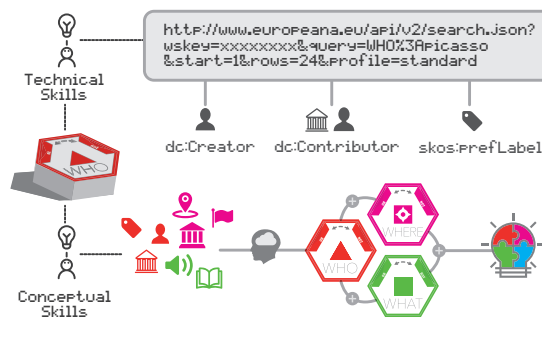 http://www.europeana.eu/api/v2/search.json?
wskey=xxxxxxxx&query=WHO%3Apicasso
&start=1&rows=24&profile=standard
Technical
Skills
dc:Creator
dc:Contributor
skos:prefLabel
WHO
WHERE
WHO
WHAT
Conceptual
Skills